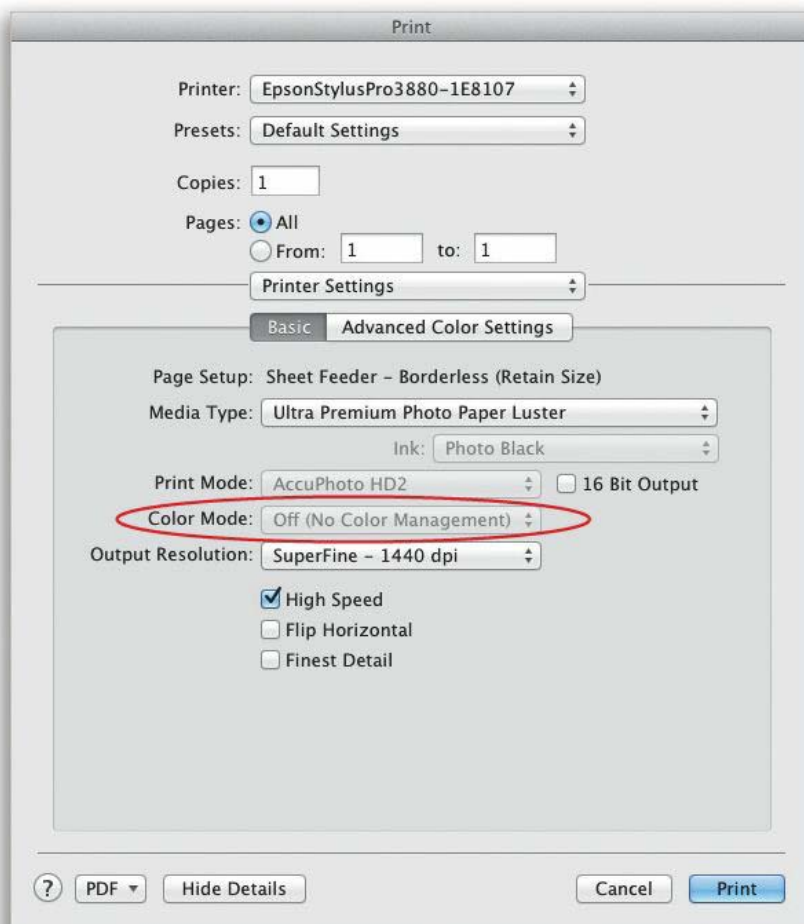 Print
Printer: EpsonStylusPro3880-1E8107
Presets: Default Settings
Copies: 1
Pages: All
From: 1 to: 1
Printer Settings
Basic Advanced Color Settings
Page Setup: Sheet Feeder – Borderless (Retain Size)
Media Type: Ultra Premium Photo Paper Luster
Ink: Photo Black
Print Mode: AccuPhoto HD2 16 Bit Output
Color Mode: Off (No Color Management)
Output Resolution: SuperFine – 1440 dpi
High Speed
Flip Horizontal
Finest Detail
? PDF Hide Details Cancel Print